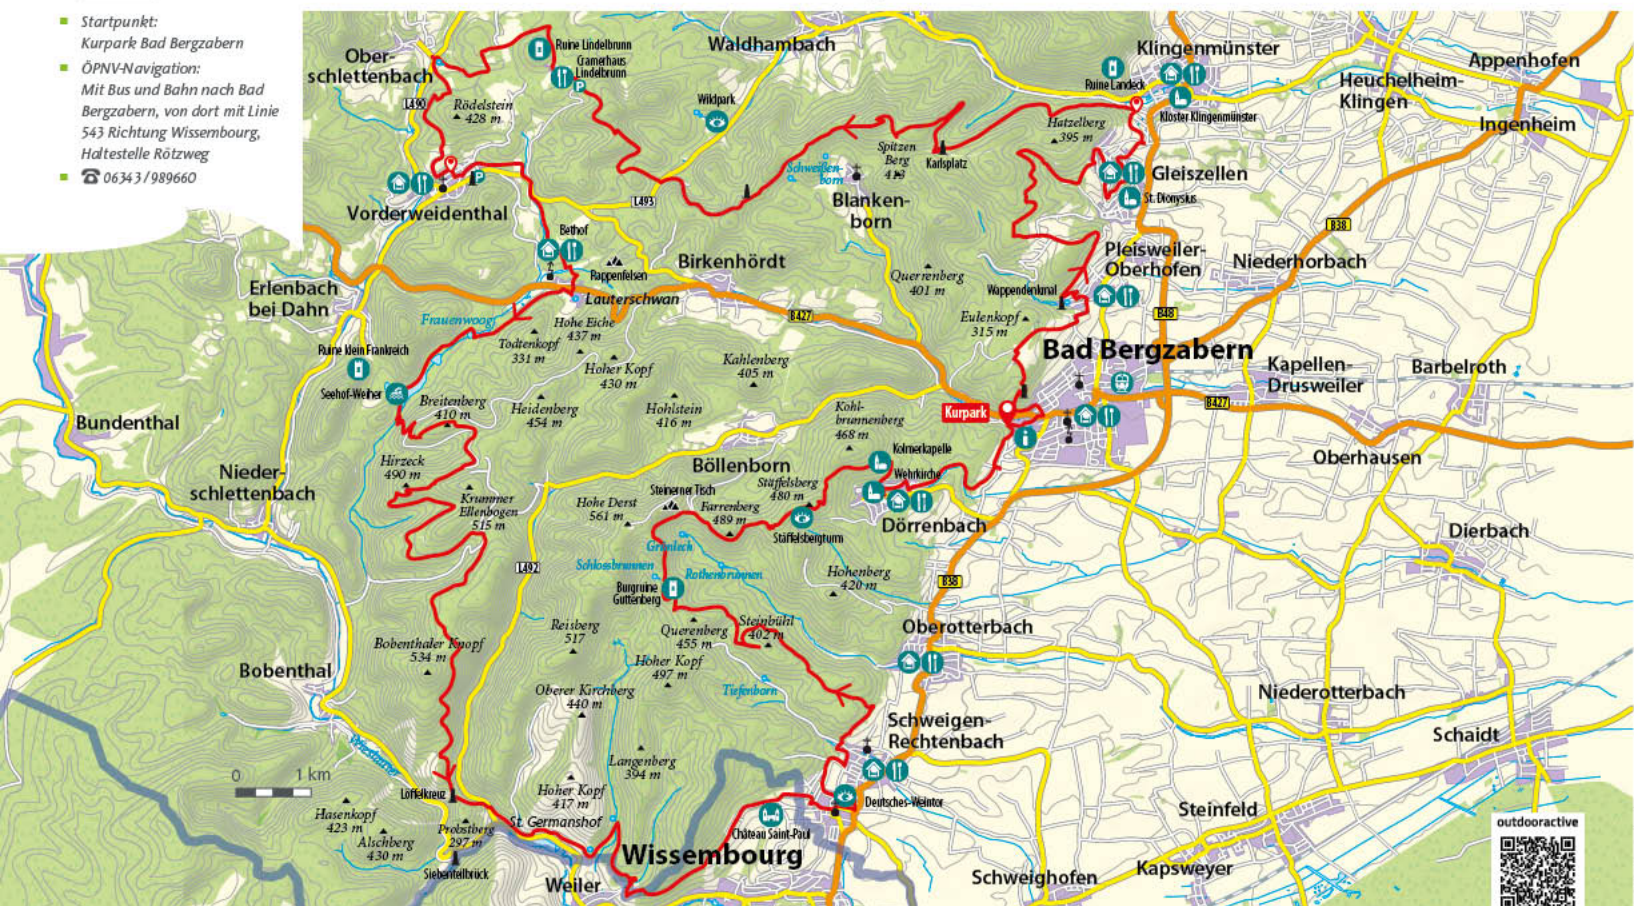 Startpunkt:
Kurpark Bad Bergzabern
ÖPNV-Navigation:
Mit Bus und Bahn nach Bad
Bergzabern, von dort mit Linie
543 Richtung Wissembourg,
Haltestelle Rötzweg
06343/989660
Ober-
schlettenbach
Ruine Lindelbrunn
Cramerhaus
Lindelbrunn
P
Waldhambach
Klingenmünster
Appenhofen
Heuchelheim-
Klingen
Ingenheim
Ruine Landeck
Kloster Klingenmünster
L490
Rödelstein
428 m
Wildpark
Hatzelberg
395 m
Spitzen
Berg
Karlsplatz
Schweißen-
born
Gleiszellen
St. Dionysius
P
Vorderweidenthal
L493
Blanken-
born
B38
Bethof
Rappenfelsen
Birkenhördt
Querrenberg
401 m
Pleisweiler-
Oberhofen
Niederhorbach
Erlenbach
bei Dahn
Lauterschwan
Wappendenkmal
Frauenwoog
Hohe Eiche
437 m
B427
Eulenkopf
315 m
B48
Todtenkopf
331 m
Ruine klein Frankreich
Hoher Kopf
430 m
Kahlenberg
405 m
Bad Bergzabern
Kapellen-
Drusweiler
Barbelroth
Seehof-Weiher
Breitenberg
410 m
Heidenberg
454 m
Hohlstein
416 m
Kohl-
brunnenberg
468 m
Kurpark
B427
Bundenthal
Hirzeck
490 m
Böllenborn
Kolmerkapelle
Wehrkirche
Oberhausen
Nieder-
schlettenbach
Krummer
Ellenbogen
515 m
Hohe Derst
561 m
Steinerner Tisch
Farrenberg
489 m
Stäffelsberg
480 m
Stäffelsbergturm
Dörrenbach
Dierbach
L492
Schlossbrunnen
Rothenbrunnen
Burgruine
Guttenberg
Hohenberg
420 m
B38
Reisberg
517
Querenberg
455 m
Steinbühl
402 m
Oberotterbach
Bobenthaler Knopf
534 m
Hoher Kopf
497 m
Bobenthal
Oberer Kirchberg
440 m
Tiefenborn
Niederotterbach
Schweigen-
Rechtenbach
Schaidt
Langenberg
394 m
0 1 km
Löffelkreuz
Hoher Kopf
417 m
Deutsches-Weintor
Steinfeld
Hasenkopf
423 m
Alschberg
430 m
Probstberg
297 m
St. Germanshof
Château Saint-Paul
outdooractive
Siebenteilbrück
Wissembourg
Weiler
Schweighofen
Kapsweyer